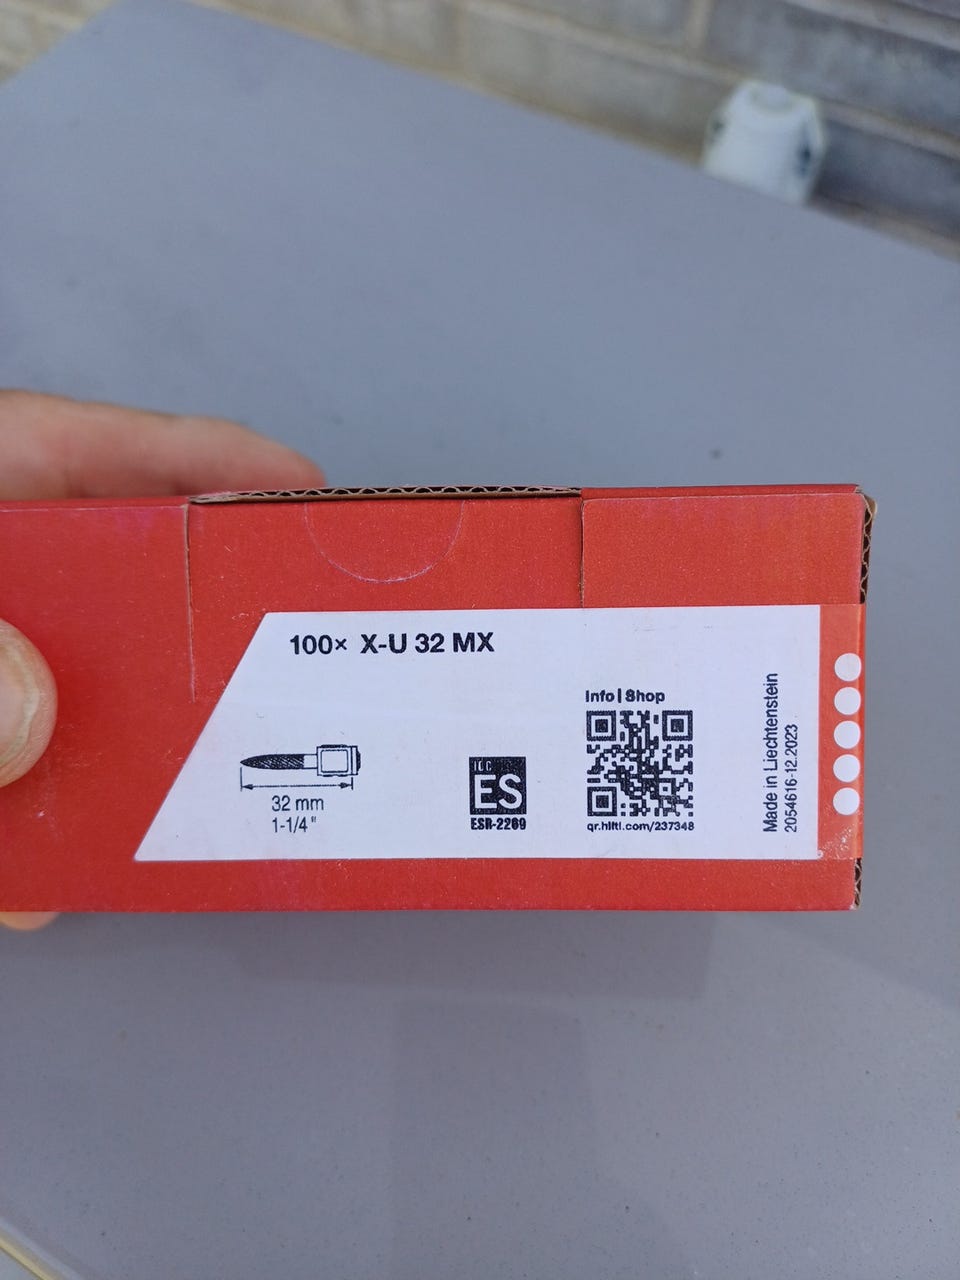 100× X-U 32 MX
Info | Shop
32 mm
1-1/4"
ICC
ES
ESR-2269
qr.hilti.com/237348
Made in Liechtenstein
2054616-12.2023